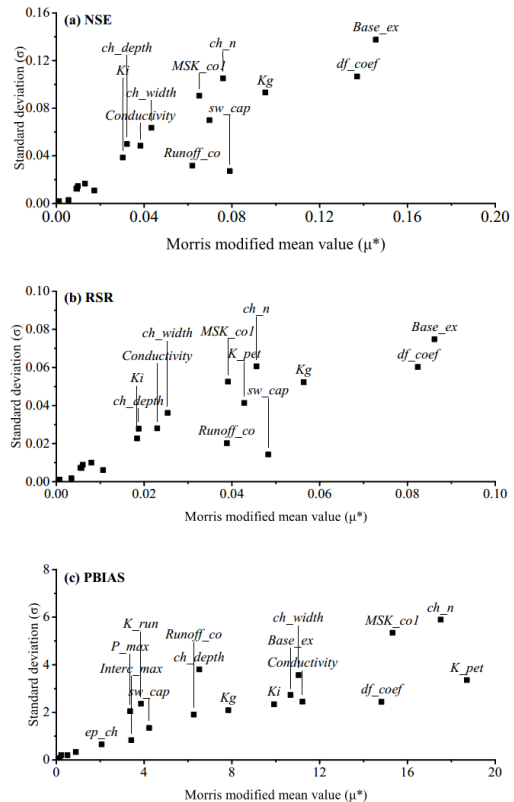 (a) NSE
0.16
0.12
0.08
0.04
0.00
Standard deviation (σ)
ch_depth
Ki
ch_width
Conductivity
MSK_co1
ch_n
Kg
sw_cap
Runoff_co
Base_ex
df_coef
0.04 0.08 0.12 0.16 0.20
Morris modified mean value (μ*)
(b) RSR
0.10
0.08
0.06
0.04
0.02
0.00
Standard deviation (σ)
ch_width
Conductivity
Ki
ch_depth
ch_n
MSK_co1
K_pet
Kg
sw_cap
Runoff_co
Base_ex
df_coef
0.00 0.02 0.04 0.06 0.08 0.10
Morris modified mean value (μ*)
(c) PBIAS
8
6
4
2
0
Standard deviation (σ)
K_run
P_max
Interc_max
sw_cap
ep_ch
Runoff_co
ch_depth
Kg
ch_width
Base_ex
Conductivity
Ki
MSK_co1
ch_n
K_pet
df_coef
0 4 8 12 16 20
Morris modified mean value (μ*)